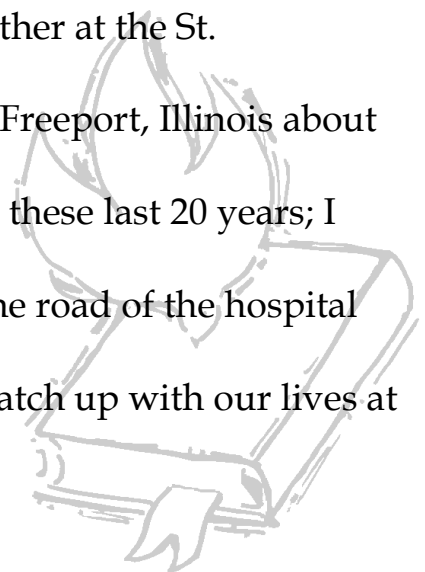 ther at the St.
Freeport, Illinois about
these last 20 years; I
ne road of the hospital
atch up with our lives at